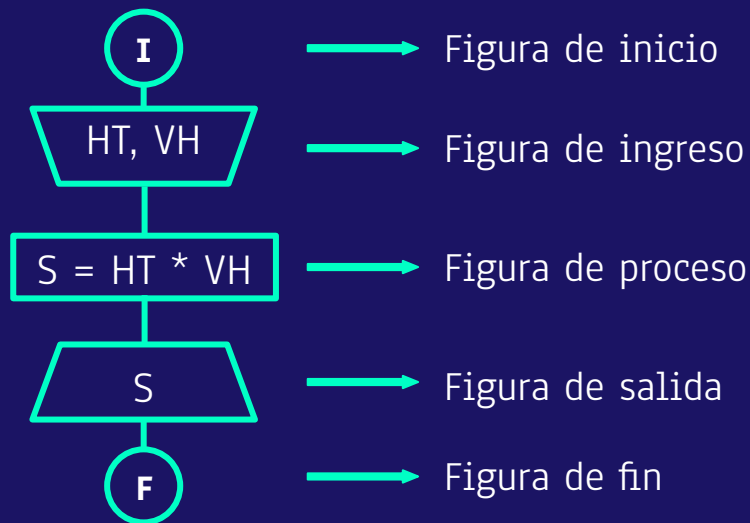 I Figura de inicio
HT, VH Figura de ingreso
S = HT * VH Figura de proceso
S Figura de salida
F Figura de fin